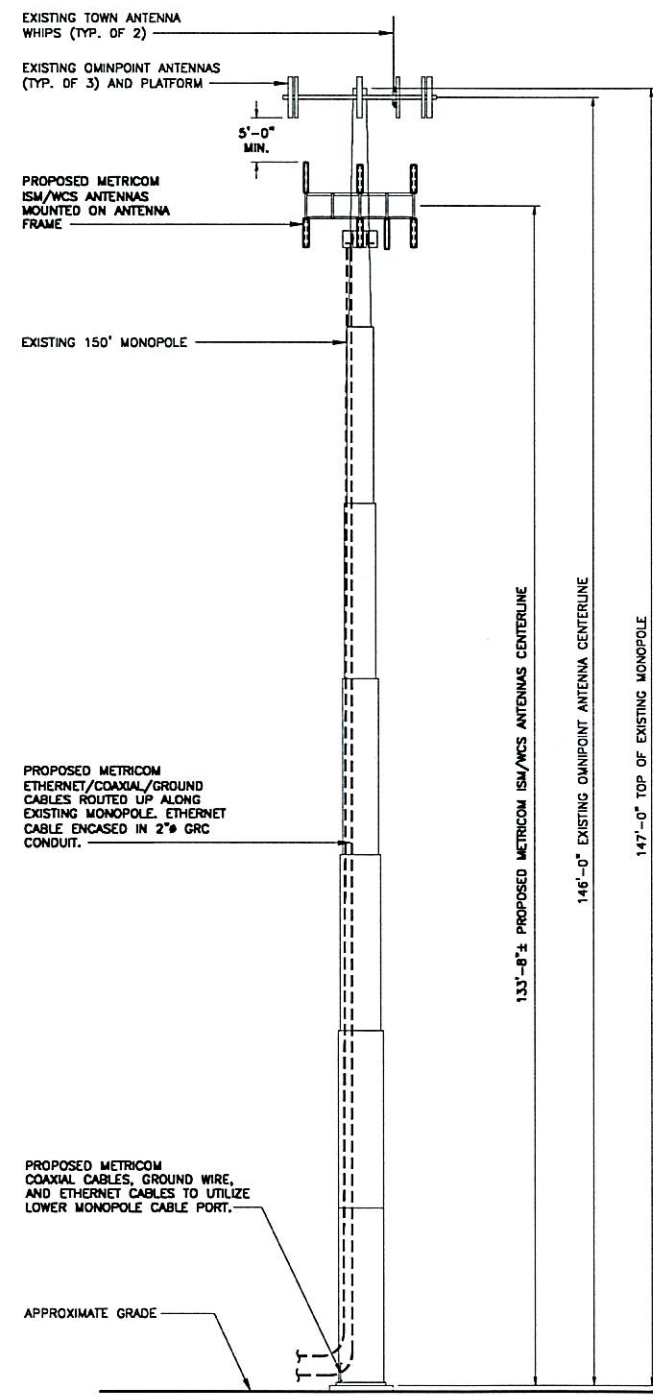 EXISTING TOWN ANTENNA
WHIPS (TYP. OF 2)
EXISTING OMINPOINT ANTENNAS
(TYP. OF 3) AND PLATFORM
5'-0"
MIN.
PROPOSED METRICOM
ISM/WCS ANTENNAS
MOUNTED ON ANTENNA
FRAME
EXISTING 150' MONOPOLE
PROPOSED METRICOM
ETHERNET/COAXIAL/GROUND
CABLES ROUTED UP ALONG
EXISTING MONOPOLE. ETHERNET
CABLE ENCASED IN 2"ø GRC
CONDUIT.
PROPOSED METRICOM
COAXIAL CABLES, GROUND WIRE,
AND ETHERNET CABLES TO UTILIZE
LOWER MONOPOLE CABLE PORT.
APPROXIMATE GRADE
133'-8"± PROPOSED METRICOM ISM/WCS ANTENNAS CENTERLINE
146'-0" EXISTING OMNIPOINT ANTENNA CENTERLINE
147'-0" TOP OF EXISTING MONOPOLE